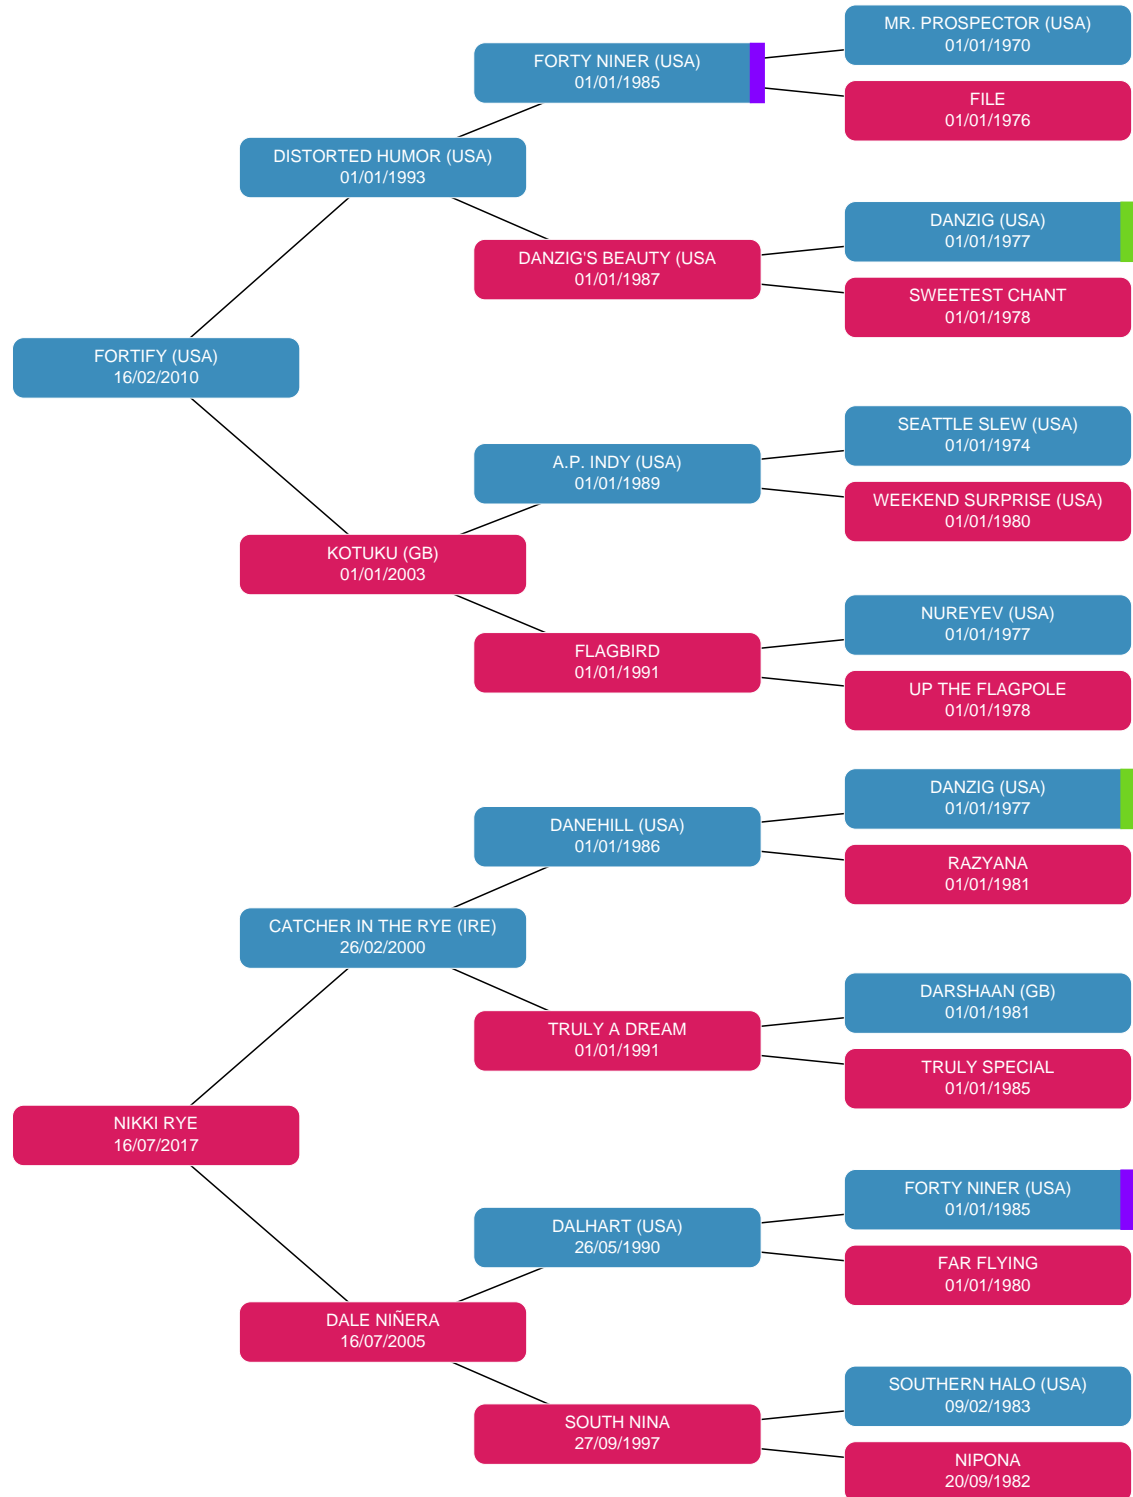 MR. PROSPECTOR (USA)
01/01/1970
FORTY NINER (USA)
01/01/1985
FILE
01/01/1976
DISTORTED HUMOR (USA)
01/01/1993
DANZIG (USA)
01/01/1977
DANZIG'S BEAUTY (USA
01/01/1987
SWEETEST CHANT
01/01/1978
FORTIFY (USA)
16/02/2010
SEATTLE SLEW (USA)
01/01/1974
A.P. INDY (USA)
01/01/1989
WEEKEND SURPRISE (USA)
01/01/1980
KOTUKU (GB)
01/01/2003
NUREYEV (USA)
01/01/1977
FLAGBIRD
01/01/1991
UP THE FLAGPOLE
01/01/1978
DANZIG (USA)
01/01/1977
DANEHILL (USA)
01/01/1986
RAZYANA
01/01/1981
CATCHER IN THE RYE (IRE)
26/02/2000
DARSHAAN (GB)
01/01/1981
TRULY A DREAM
01/01/1991
TRULY SPECIAL
01/01/1985
NIKKI RYE
16/07/2017
FORTY NINER (USA)
01/01/1985
DALHART (USA)
26/05/1990
FAR FLYING
01/01/1980
DALE NIÑERA
16/07/2005
SOUTHERN HALO (USA)
09/02/1983
SOUTH NINA
27/09/1997
NIPONA
20/09/1982